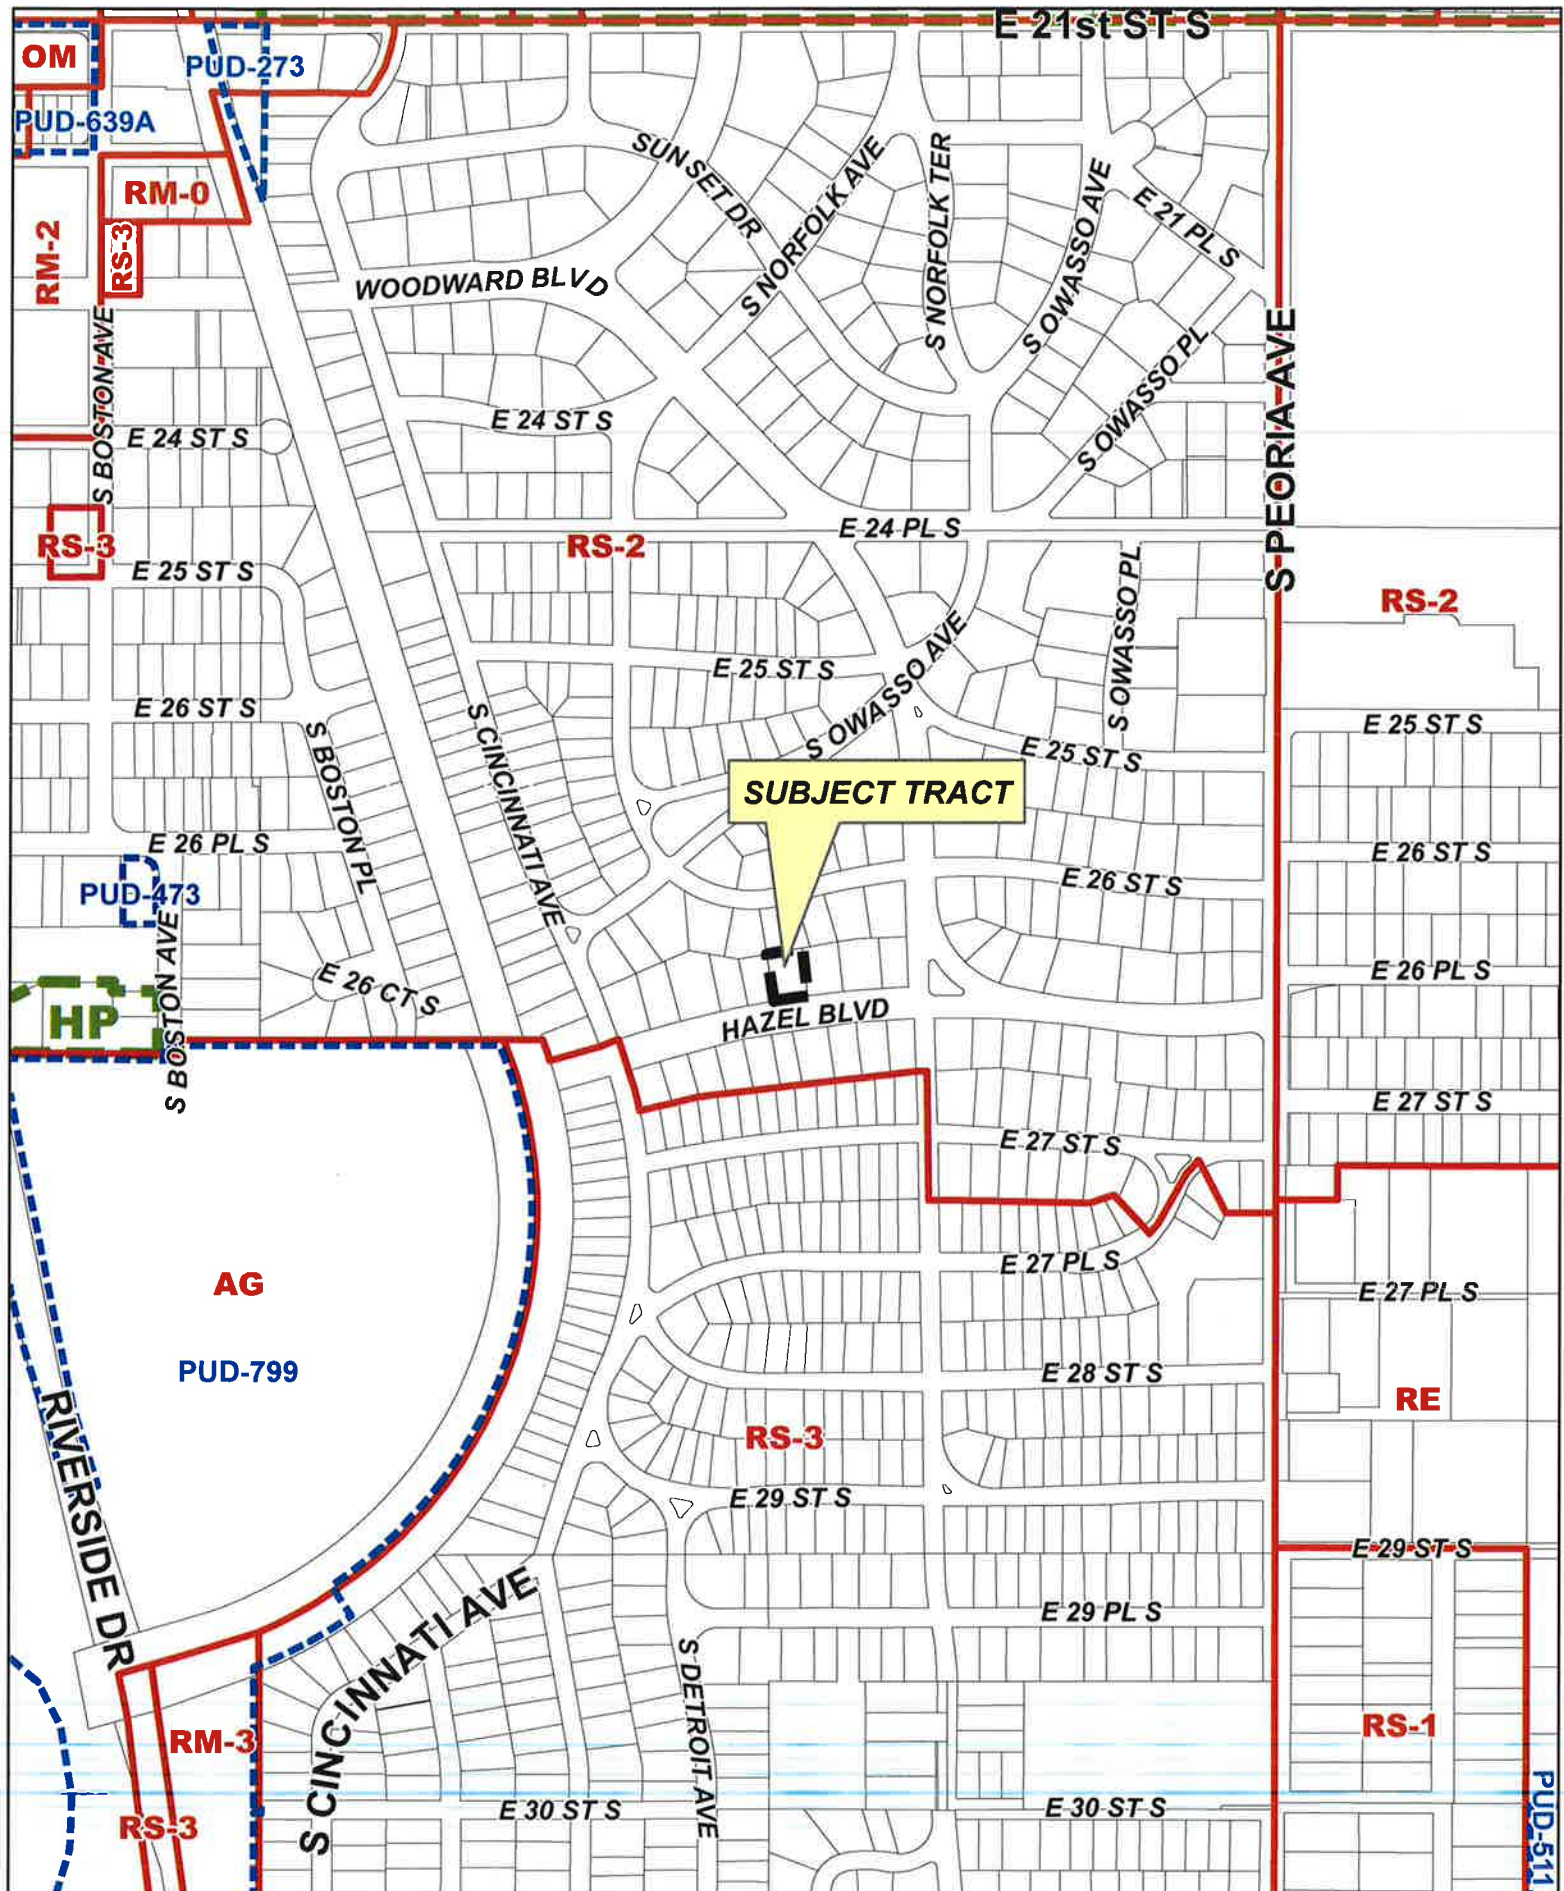 E 21st ST S
OM
PUD-273
PUD-639A
SUN SET DR
S NORFOLK AVE
S NORFOLK TER
S OWASSO AVE
E 21 PL S
RM-0
RM-2
RS-3
WOODWARD BLVD
S BOSTON AVE
S OWASSO PL
S PEORIA AVE
E 24 ST S
E 24 ST S
E 24 PL S
RS-3
RS-2
E 25 ST S
S OWASSO PL
RS-2
E 25 ST S
S OWASSO AVE
E 26 ST S
S BOSTON PL
S CINCINNATI AVE
E 25 ST S
E 25 ST S
SUBJECT TRACT
E 26 PL S
E 26 ST S
E 26 ST S
PUD-473
S BOSTON AVE
E 26 CT S
E 26 PL S
HP
HAZEL BLVD
E 27 ST S
E 27 ST S
E 27 PL S
E 27 PL S
AG
PUD-799
E 28 ST S
RE
RIVERSIDE DR
RS-3
E 29 ST S
E 29 ST S
S CINCINNATI AVE
E 29 PL S
S DETROIT AVE
RM-3
RS-1
RS-3
E 30 ST S
E 30 ST S
PUD-511